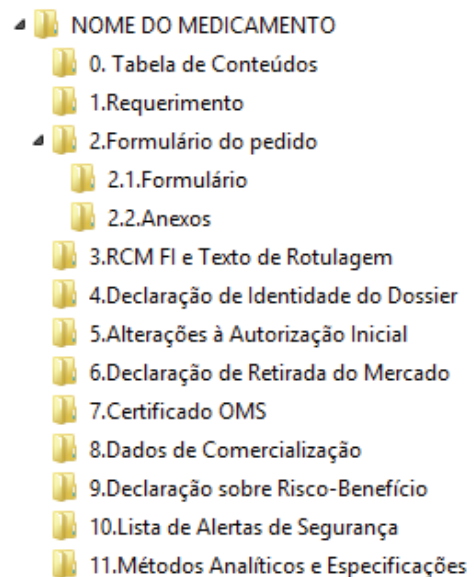 NOME DO MEDICAMENTO
0. Tabela de Conteúdos
1.Requerimento
2.Formulário do pedido
2.1.Formulário
2.2.Anexos
3.RCM FI e Texto de Rotulagem
4.Declaração de Identidade do Dossier
5.Alterações à Autorização Inicial
6.Declaração de Retirada do Mercado
7.Certificado OMS
8.Dados de Comercialização
9.Declaração sobre Risco-Benefício
10.Lista de Alertas de Segurança
11.Métodos Analíticos e Especificações